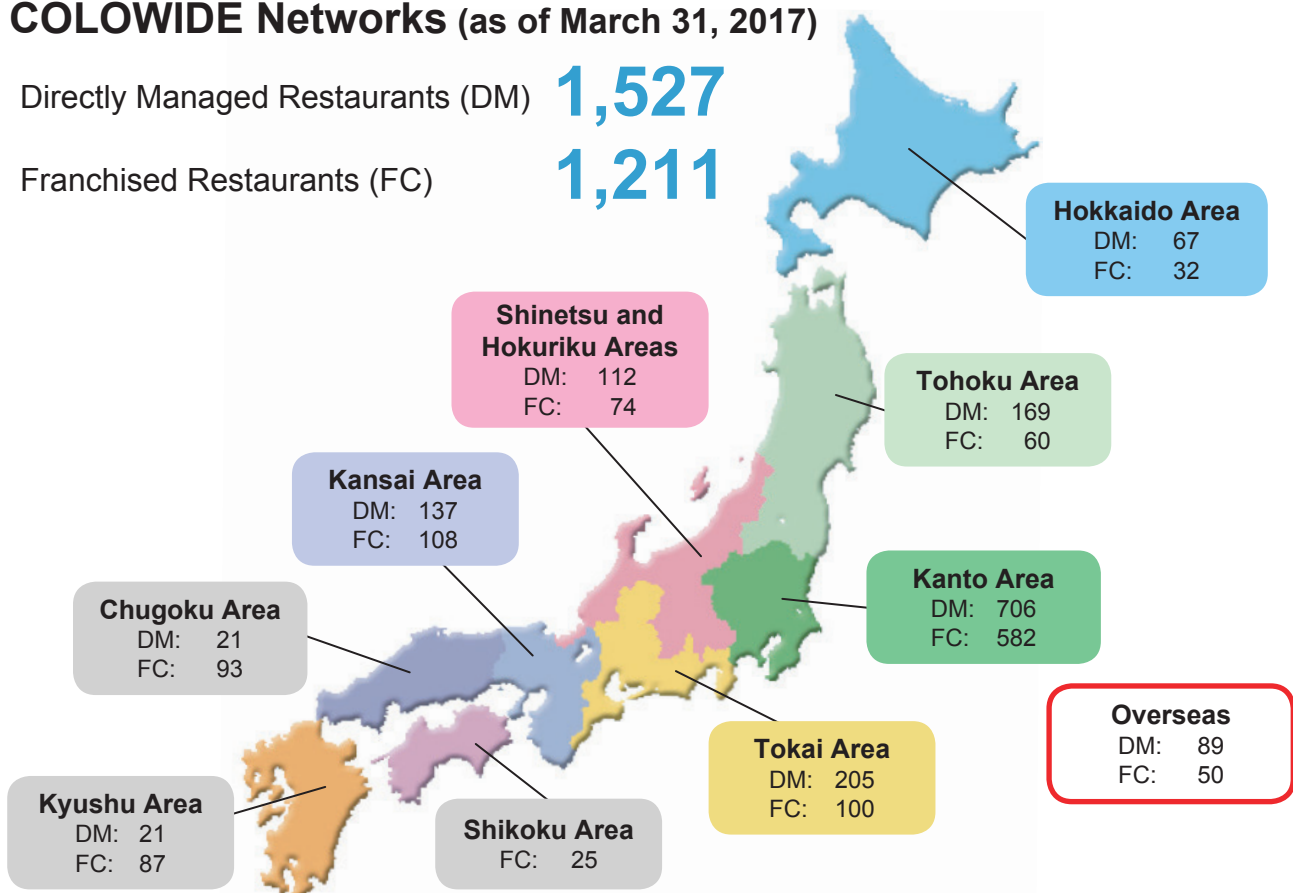 COLOWIDE Networks (as of March 31, 2017)
Directly Managed Restaurants (DM) 1,527
Franchised Restaurants (FC) 1,211
Hokkaido Area
DM: 67
FC: 32
Shinetsu and
Hokuriku Areas
DM: 112
FC: 74
Tohoku Area
DM: 169
FC: 60
Kansai Area
DM: 137
FC: 108
Kanto Area
DM: 706
FC: 582
Chugoku Area
DM: 21
FC: 93
Overseas
DM: 89
FC: 50
Tokai Area
DM: 205
FC: 100
Kyushu Area
DM: 21
FC: 87
Shikoku Area
FC: 25